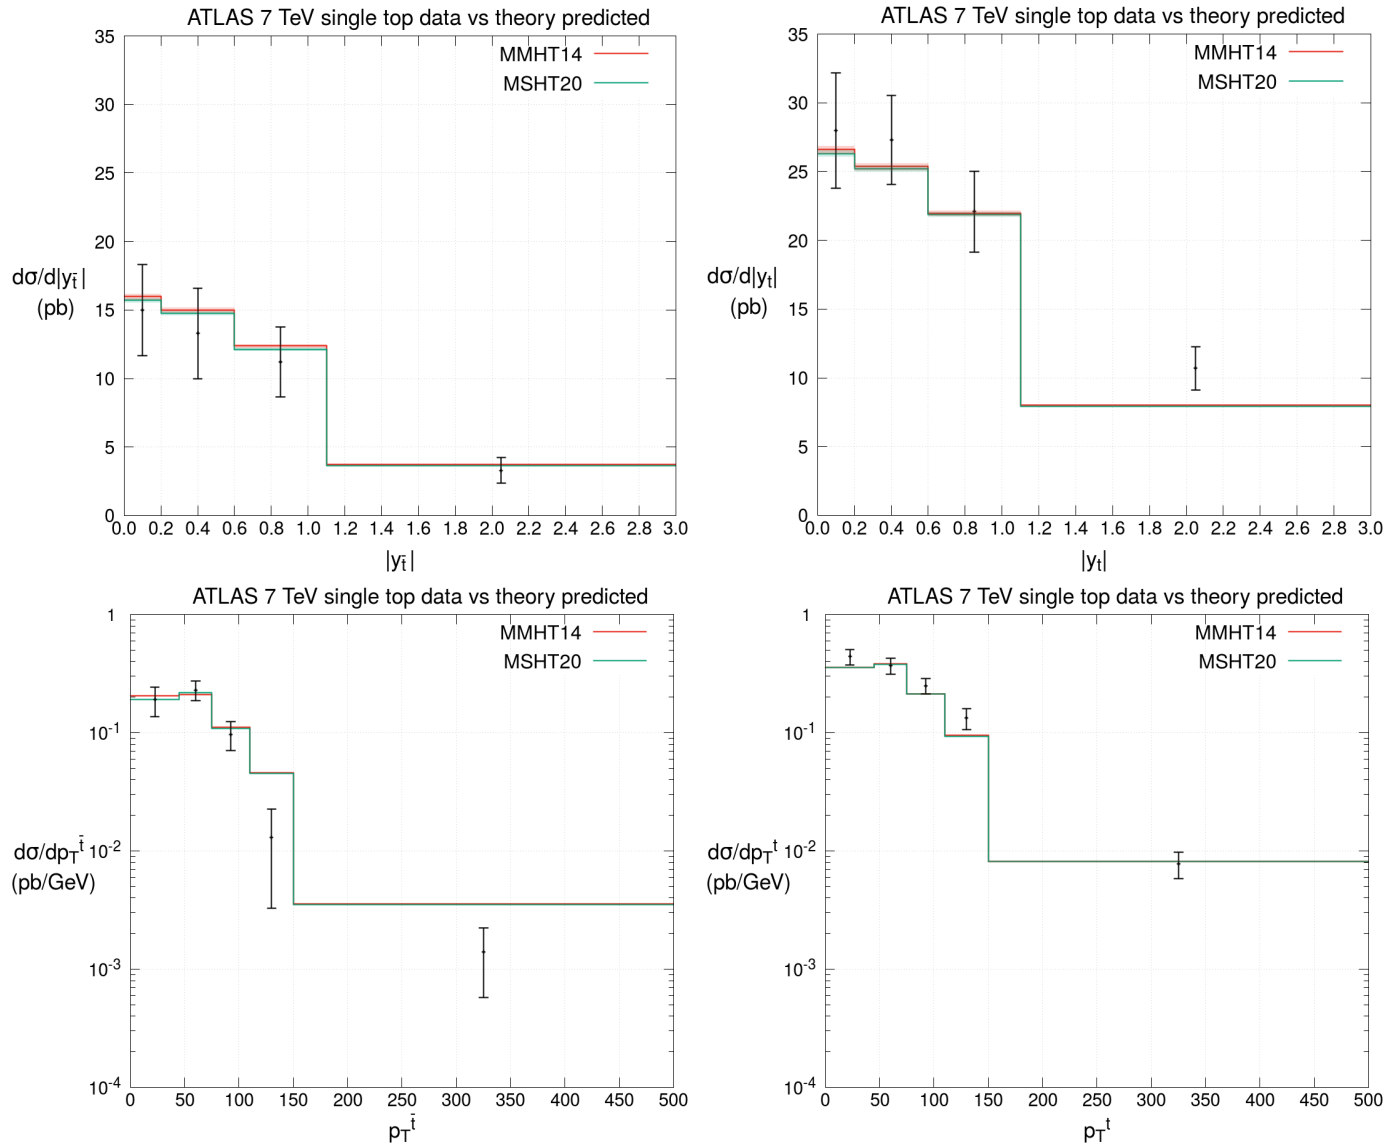 ATLAS 7 TeV single top data vs theory predicted
MMHT14
MSHT20
35
30
25
20
15
10
5
0
dσ/d|y_t̄|
(pb)
0.0 0.2 0.4 0.6 0.8 1.0 1.2 1.4 1.6 1.8 2.0 2.2 2.4 2.6 2.8 3.0
|y_t̄|
ATLAS 7 TeV single top data vs theory predicted
MMHT14
MSHT20
35
30
25
20
15
10
5
0
dσ/d|y_t|
(pb)
0.0 0.2 0.4 0.6 0.8 1.0 1.2 1.4 1.6 1.8 2.0 2.2 2.4 2.6 2.8 3.0
|y_t|
ATLAS 7 TeV single top data vs theory predicted
MMHT14
MSHT20
1
10^-1
10^-2
10^-3
10^-4
dσ/dp_T^t̄
(pb/GeV)
0 50 100 150 200 250 300 350 400 450 500
p_T^t̄
ATLAS 7 TeV single top data vs theory predicted
MMHT14
MSHT20
1
10^-1
10^-2
10^-3
10^-4
dσ/dp_T^t
(pb/GeV)
0 50 100 150 200 250 300 350 400 450 500
p_T^t